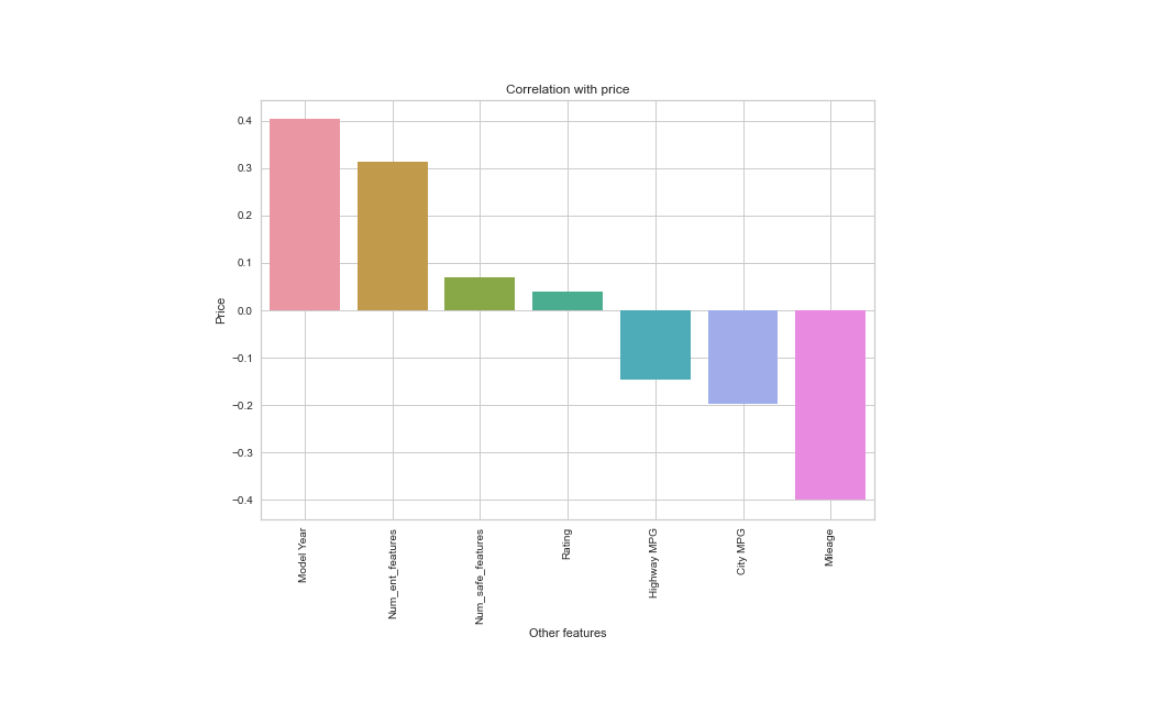 Correlation with price
0.4
0.3
0.2
0.1
0.0
−0.1
−0.2
−0.3
−0.4
Price
Model Year
Num_ent_features
Num_safe_features
Rating
Highway MPG
City MPG
Mileage
Other features